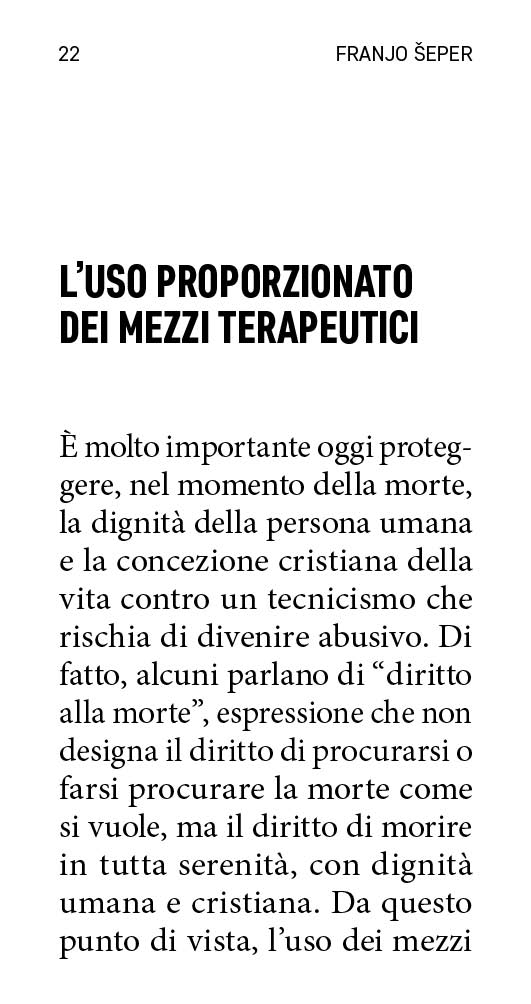 22
FRANJO ŠEPER
L’USO PROPORZIONATO
DEI MEZZI TERAPEUTICI
È molto importante oggi proteg-
gere, nel momento della morte,
la dignità della persona umana
e la concezione cristiana della
vita contro un tecnicismo che
rischia di divenire abusivo. Di
fatto, alcuni parlano di “diritto
alla morte”, espressione che non
designa il diritto di procurarsi o
farsi procurare la morte come
si vuole, ma il diritto di morire
in tutta serenità, con dignità
umana e cristiana. Da questo
punto di vista, l’uso dei mezzi